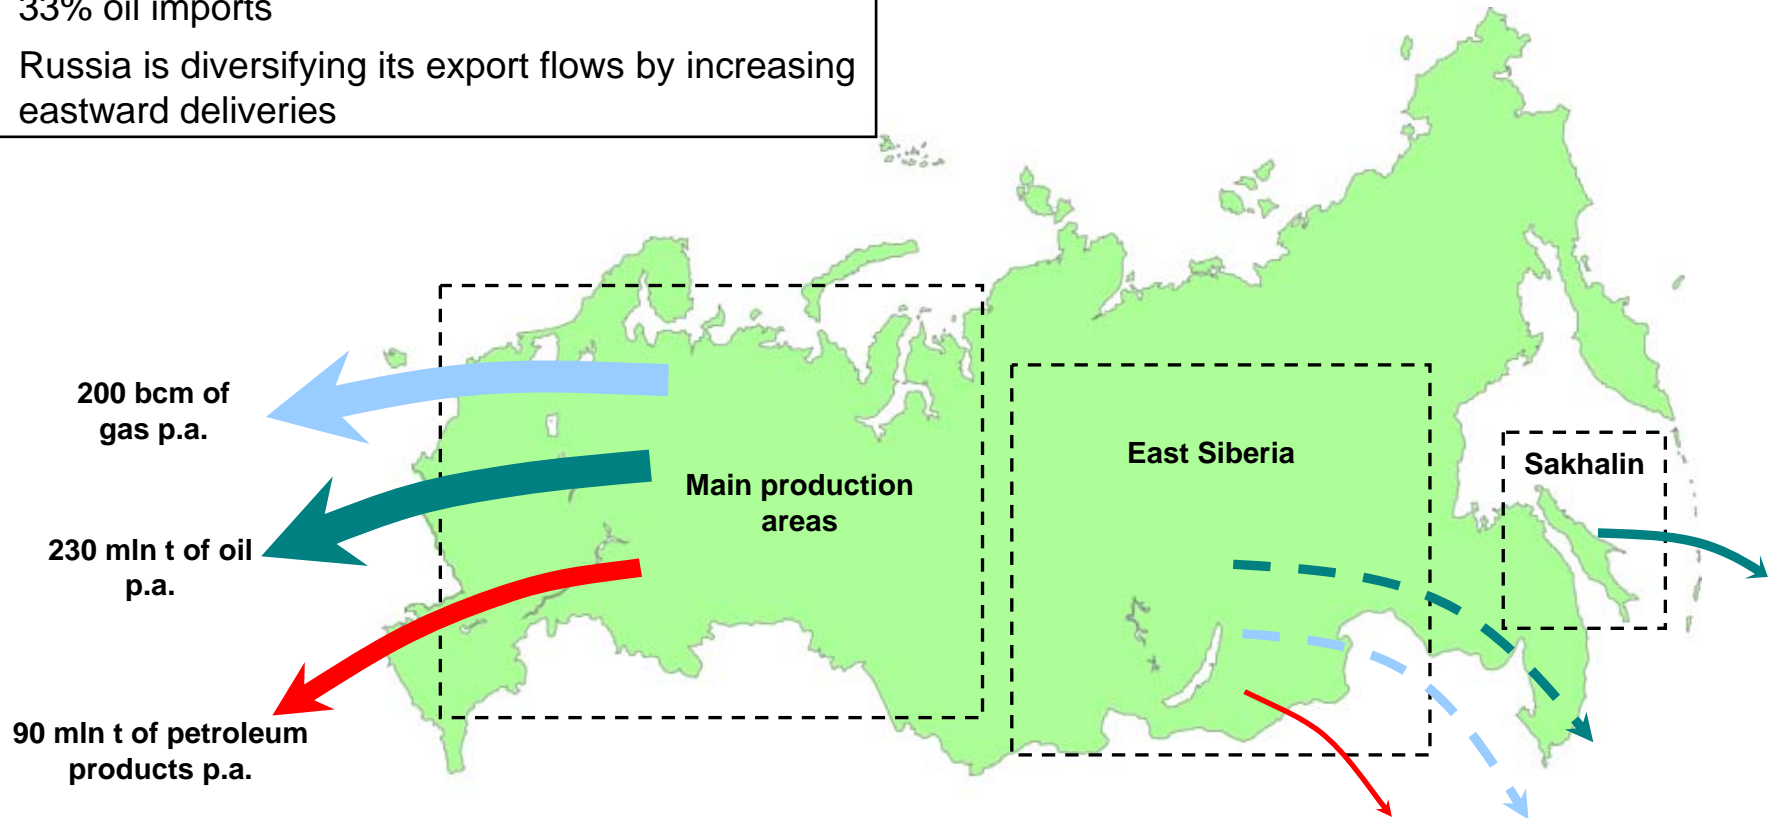 33% oil imports
Russia is diversifying its export flows by increasing
eastward deliveries
200 bcm of
gas p.a.
East Siberia
Sakhalin
Main production
areas
230 mln t of oil
p.a.
90 mln t of petroleum
products p.a.